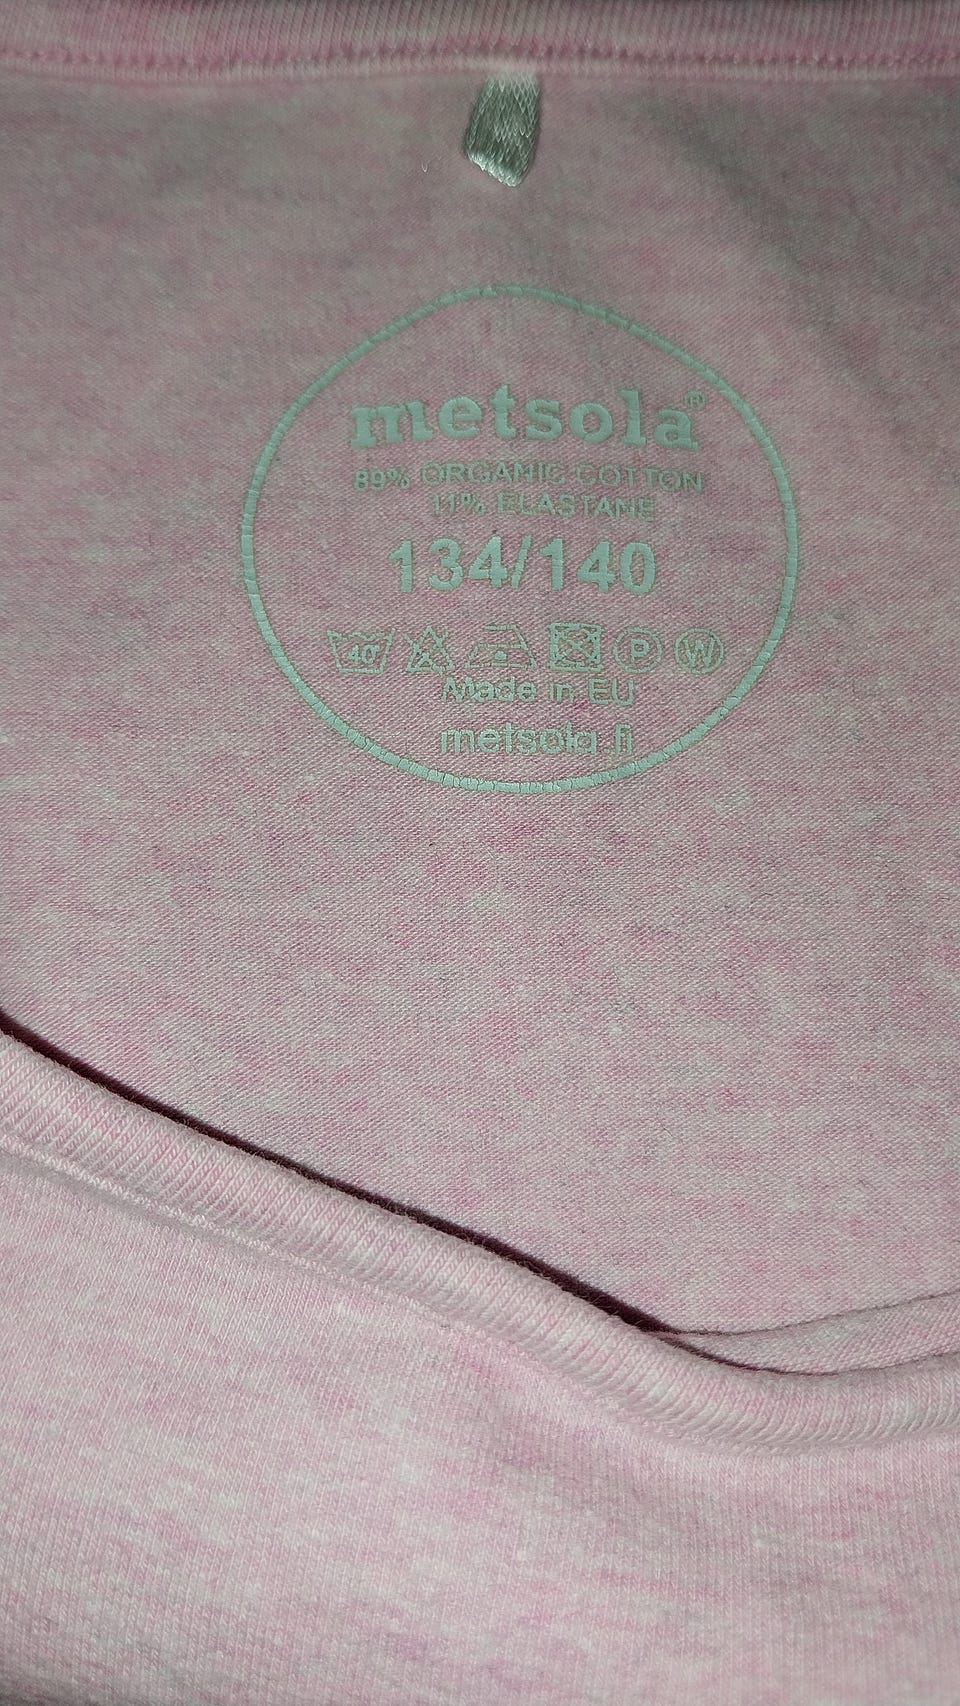 metsola®
89% ORGANIC COTTON
11% ELASTANE
134/140
40° P W
Made in EU
metsola.fi